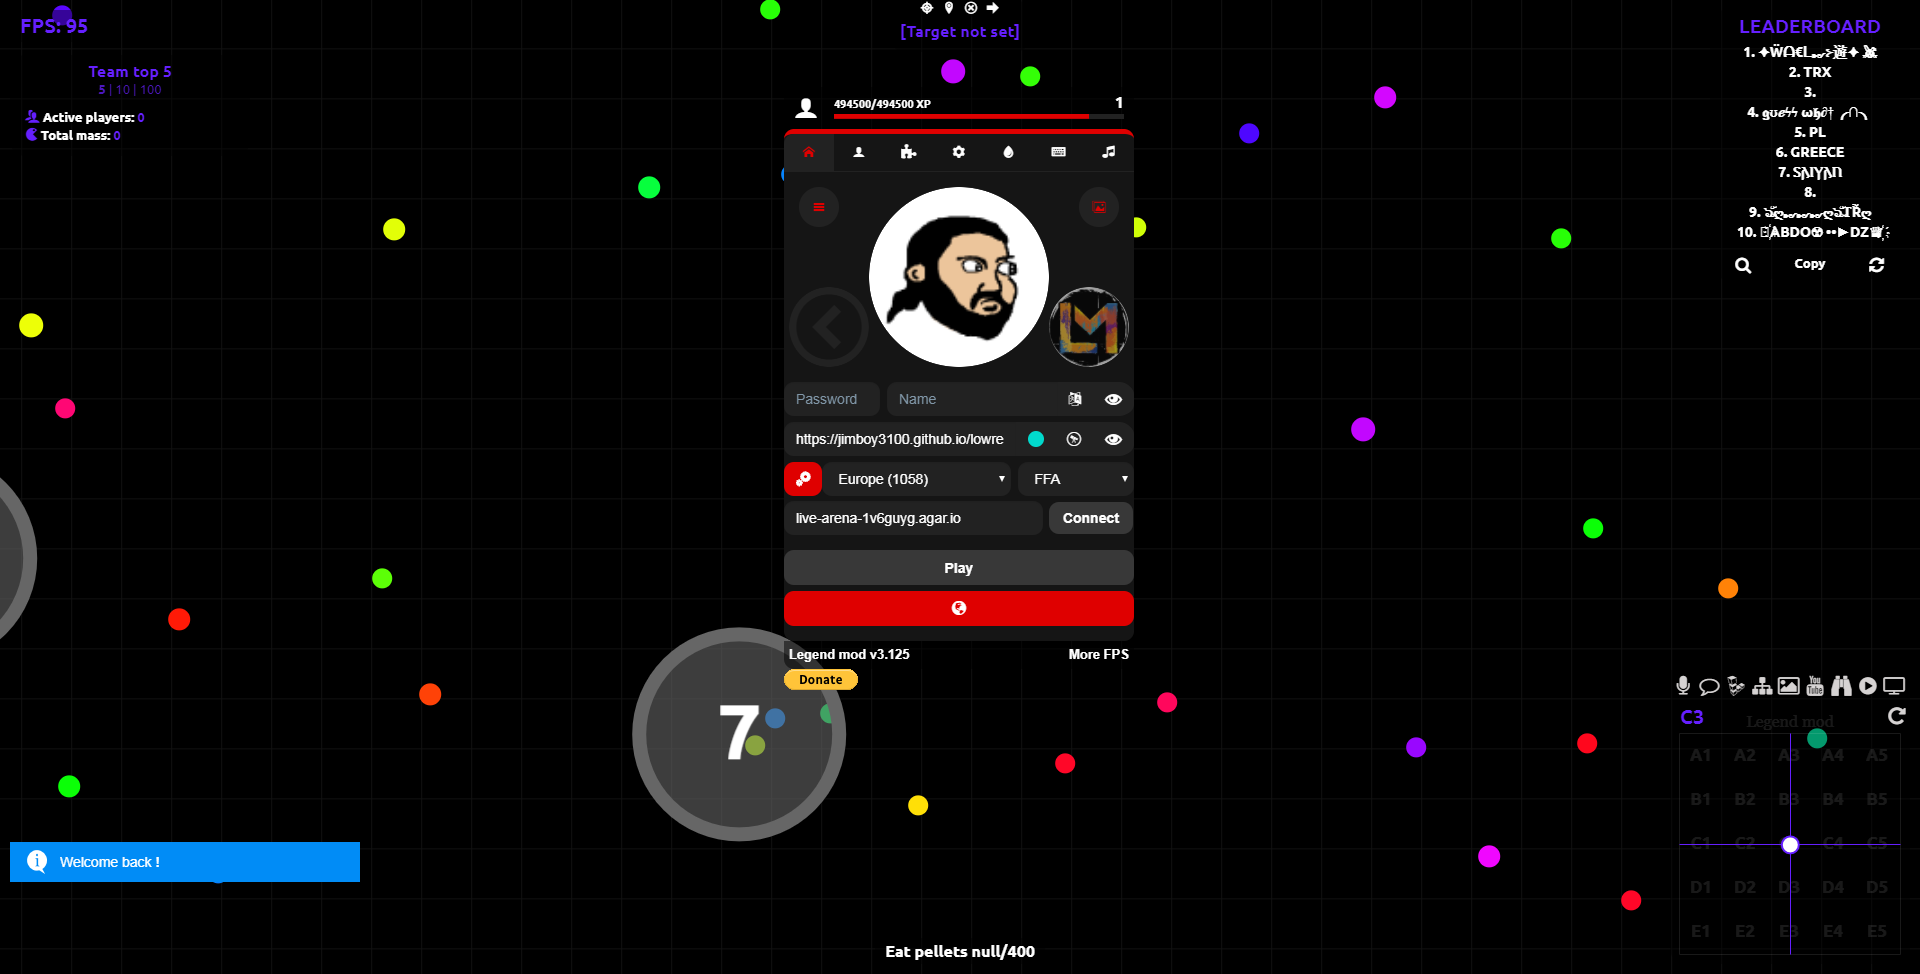 FPS: 95
[Target not set]
Team top 5
5 | 10 | 100
Active players: 0
Total mass: 0
494500/494500 XP
1
Password
Name
https://jimboy3100.github.io/lowre
Europe (1058)
FFA
live-arena-1v6guyg.agar.io
Connect
Play
Legend mod v3.125
More FPS
Donate
7
Welcome back !
Eat pellets null/400
LEADERBOARD
1.
2. TRX
3.
4.
5. PL
6. GREECE
7.
8.
9.
10. ABDO DZ
Copy
You
Tube
C3
Legend mod
A1 A2 A3 A4 A5
B1 B2 B3 B4 B5
C1 C2 C4 C5
D1 D2 D3 D4 D5
E1 E2 E3 E4 E5